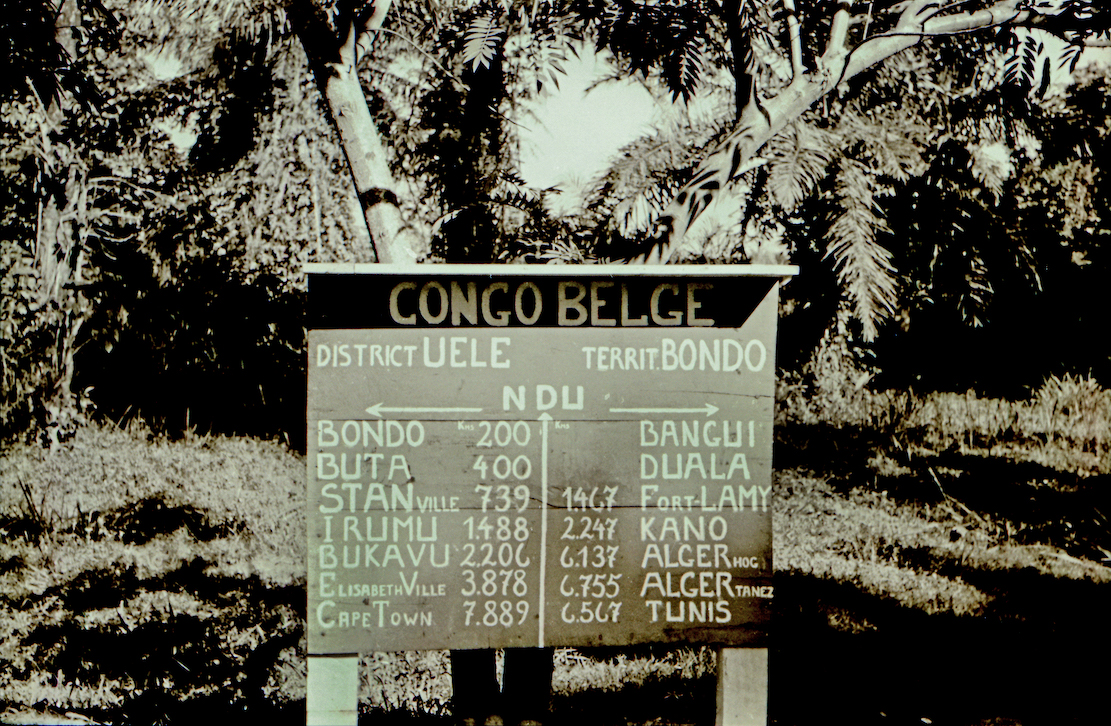 CONGO BELGE
DISTRICT UELE TERRIT. BONDO
NDU
BONDO Kms 200 Kms BANGUI
BUTA 400 DUALA
STANVILLE 739 1.467 FORT-LAMY
IRUMU 1.488 2.247 KANO
BUKAVU 2.206 6.137 ALGER HOG
ELISABETHVILLE 3.878 6.755 ALGER TANEZ
CAPETOWN 7.889 6.567 TUNIS